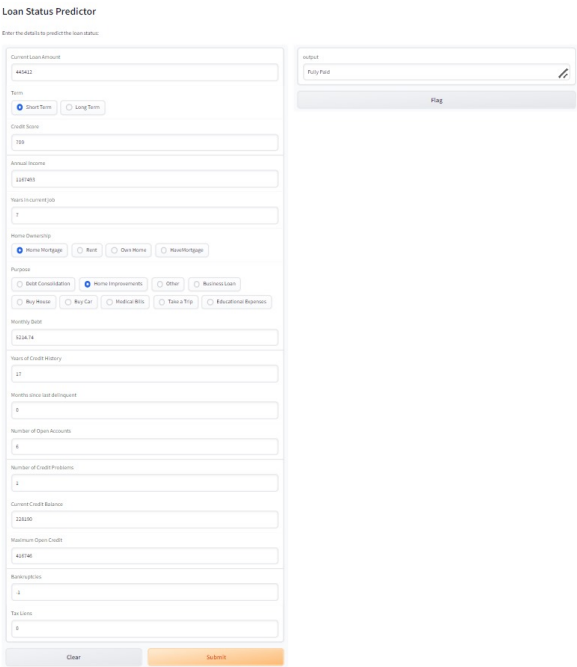 Loan Status Predictor
Enter the details to predict the loan status:
Current Loan Amount
445412
Term
Short Term Long Term
Credit Score
709
Annual Income
1167493
Years in current job
7
Home Ownership
Home Mortgage Rent Own Home HaveMortgage
Purpose
Debt Consolidation Home Improvements Other Business Loan
Buy House Buy Car Medical Bills Take a Trip Educational Expenses
Monthly Debt
5214.74
Years of Credit History
17
Months since last delinquent
Number of Open Accounts
6
Number of Credit Problems
1
Current Credit Balance
228190
Maximum Open Credit
416746
Bankruptcies
Tax Liens
0
Clear Submit
output
Fully Paid
Flag